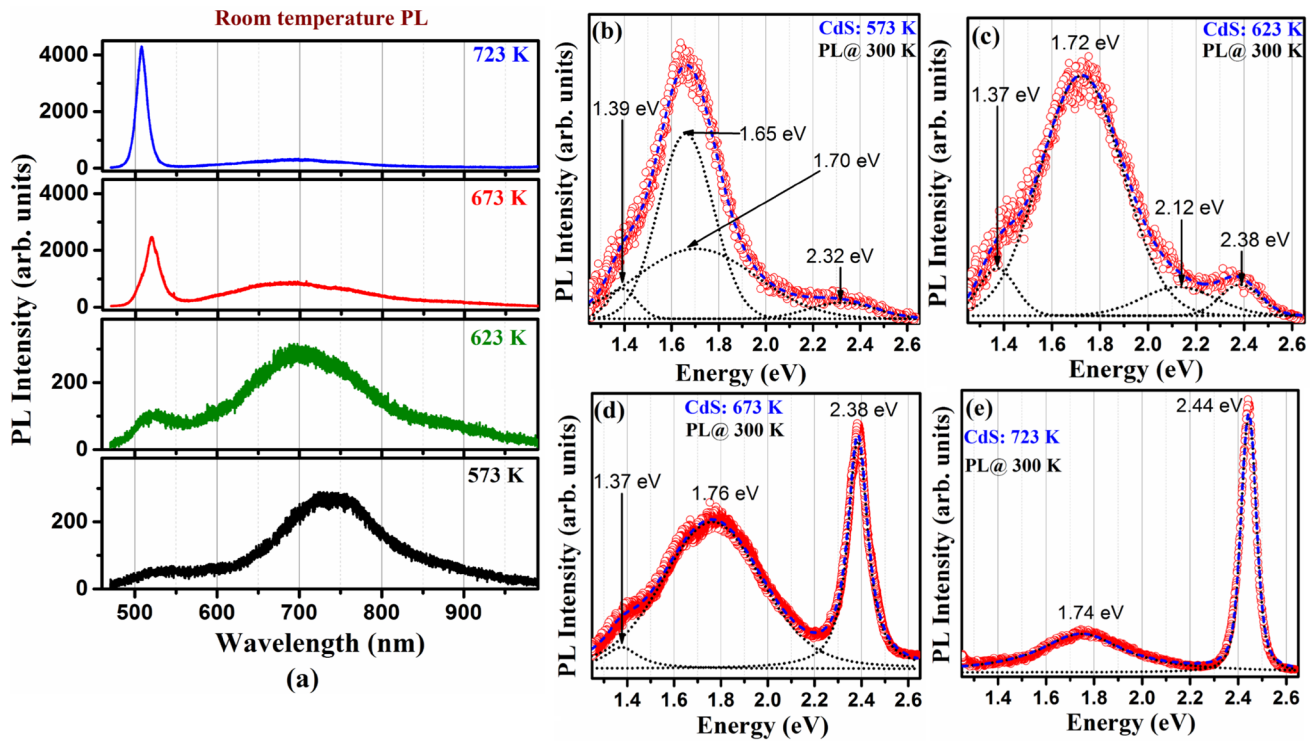 Room temperature PL
PL Intensity (arb. units)
4000
2000
0
723 K
4000
2000
0
673 K
200
0
623 K
200
0
573 K
500 600 700 800 900
Wavelength (nm)
(a)
(b)
CdS: 573 K
PL@ 300 K
1.39 eV
1.65 eV
1.70 eV
2.32 eV
PL Intensity (arb. units)
1.4 1.6 1.8 2.0 2.2 2.4 2.6
Energy (eV)
(c)
CdS: 623 K
PL@ 300 K
1.72 eV
1.37 eV
2.12 eV
2.38 eV
PL Intensity (arb. units)
1.4 1.6 1.8 2.0 2.2 2.4 2.6
Energy (eV)
(d)
CdS: 673 K
PL@ 300 K
2.38 eV
1.37 eV
1.76 eV
PL Intensity (arb. units)
1.4 1.6 1.8 2.0 2.2 2.4 2.6
Energy (eV)
(e)
2.44 eV
CdS: 723 K
PL@ 300 K
1.74 eV
PL Intensity (arb. units)
1.4 1.6 1.8 2.0 2.2 2.4 2.6
Energy (eV)